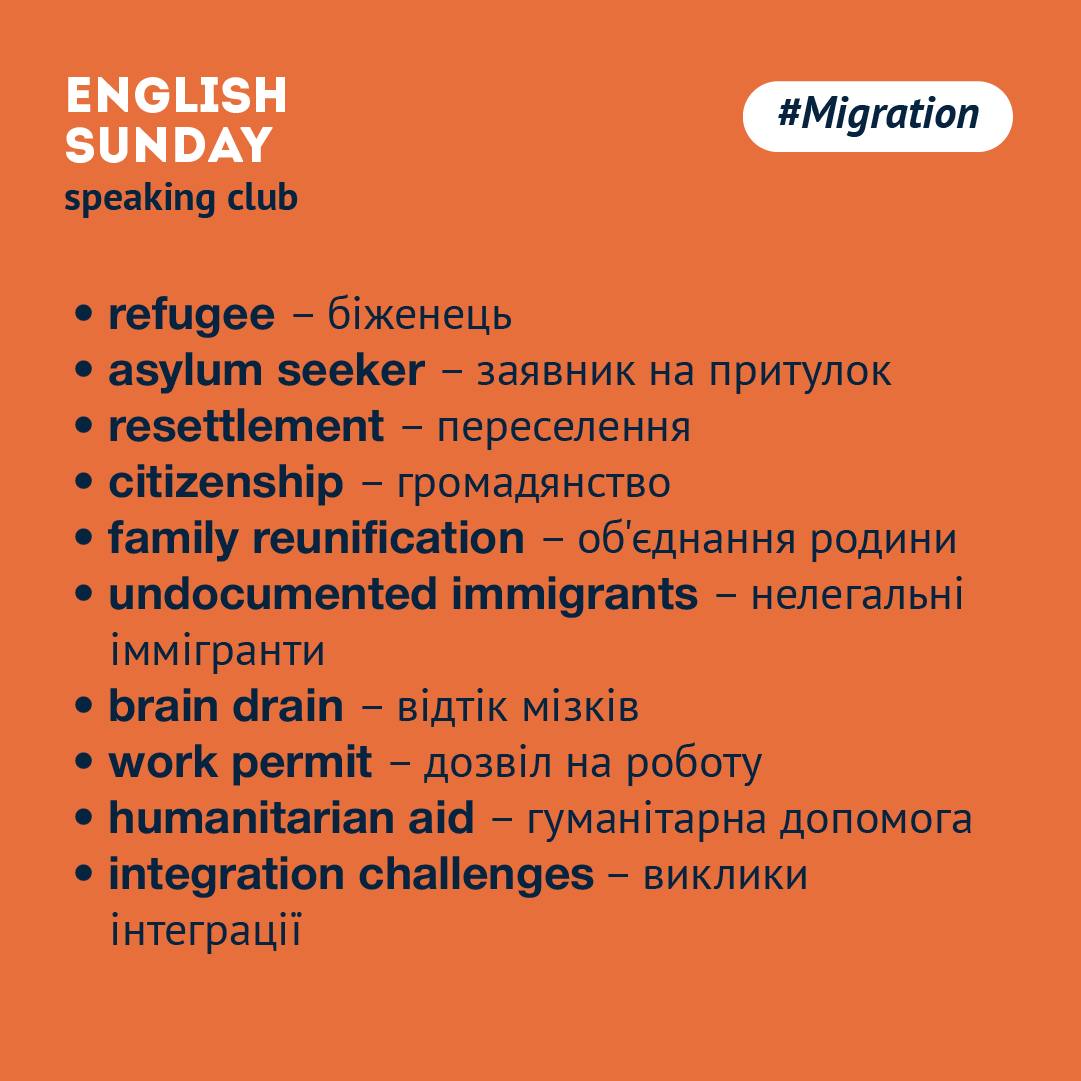 ENGLISH
SUNDAY
speaking club
#Migration
• refugee – біженець
• asylum seeker – заявник на притулок
• resettlement – переселення
• citizenship – громадянство
• family reunification – об'єднання родини
• undocumented immigrants – нелегальні
іммігранти
• brain drain – відтік мізків
• work permit – дозвіл на роботу
• humanitarian aid – гуманітарна допомога
• integration challenges – виклики
інтеграції